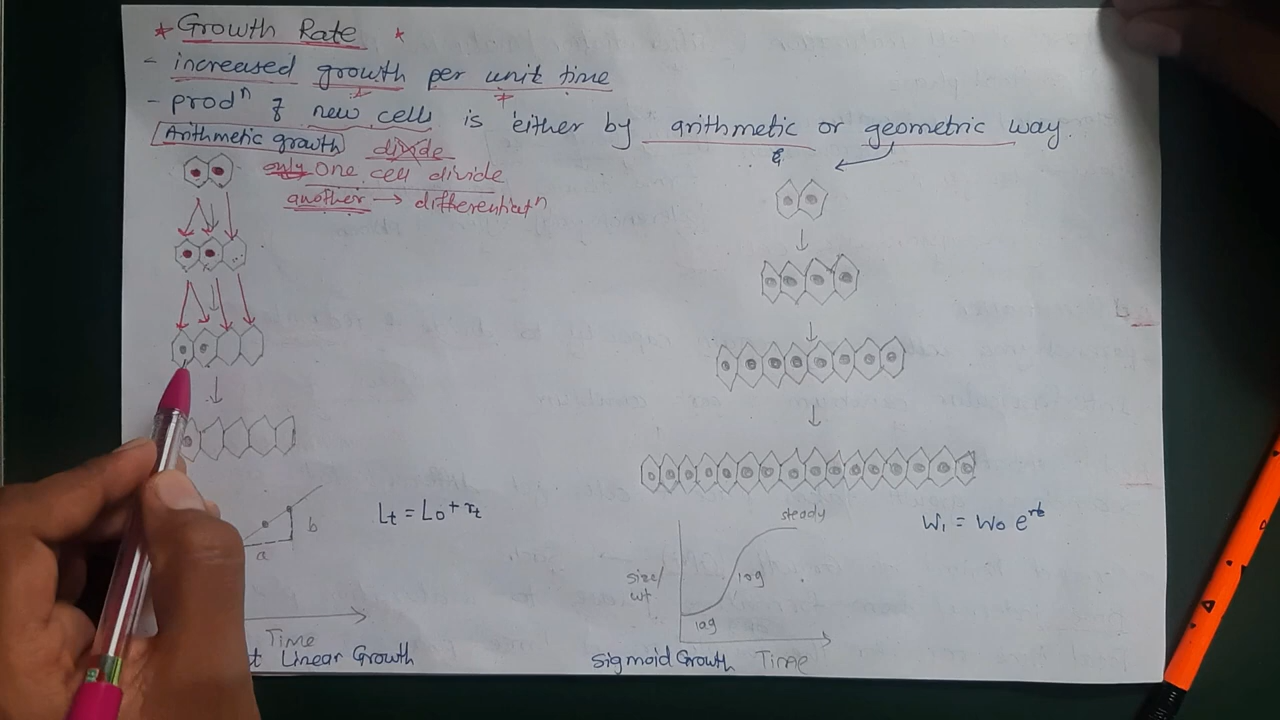 * Growth Rate *
- increased growth per unit time
- prodⁿ of new cells is either by arithmetic or geometric way.
Arithmetic growth divide
only one cell divide
another → differentiatⁿ
Lt = L0 + rt
b
a
Time
t Linear Growth
W1 = W0 e^rt
steady
log
size/
wt
lag
Sigmoid Growth Time